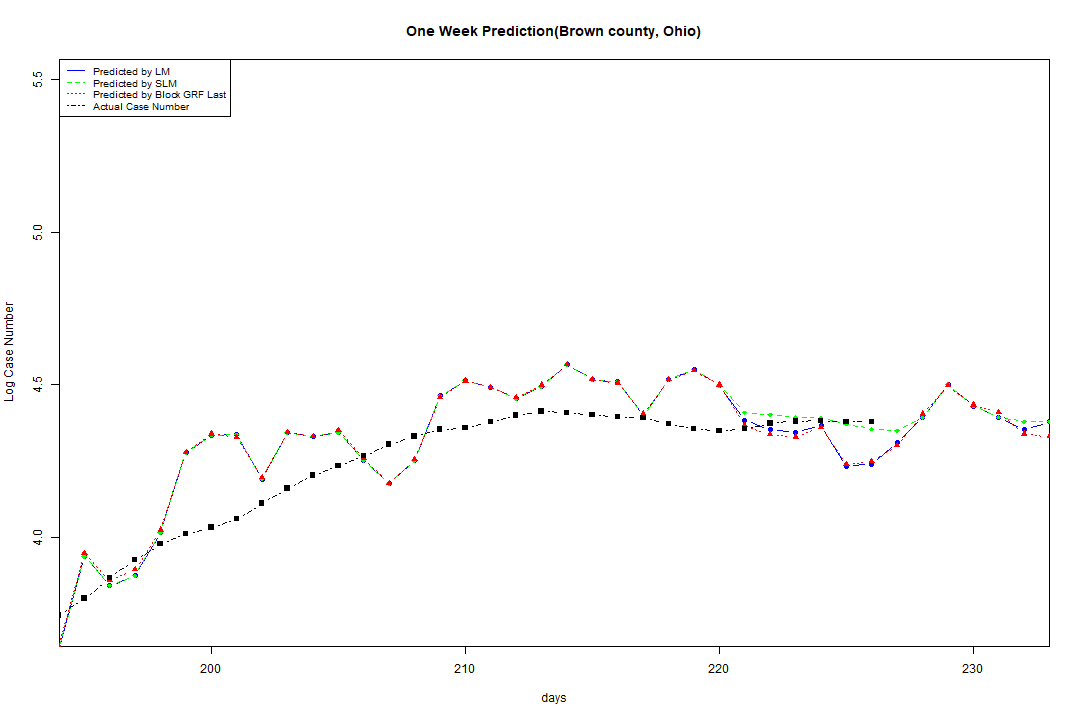 One Week Prediction(Brown county, Ohio)
Predicted by LM
Predicted by SLM
Predicted by Block GRF Last
Actual Case Number
5.5
5.0
4.5
4.0
Log Case Number
200 210 220 230
days